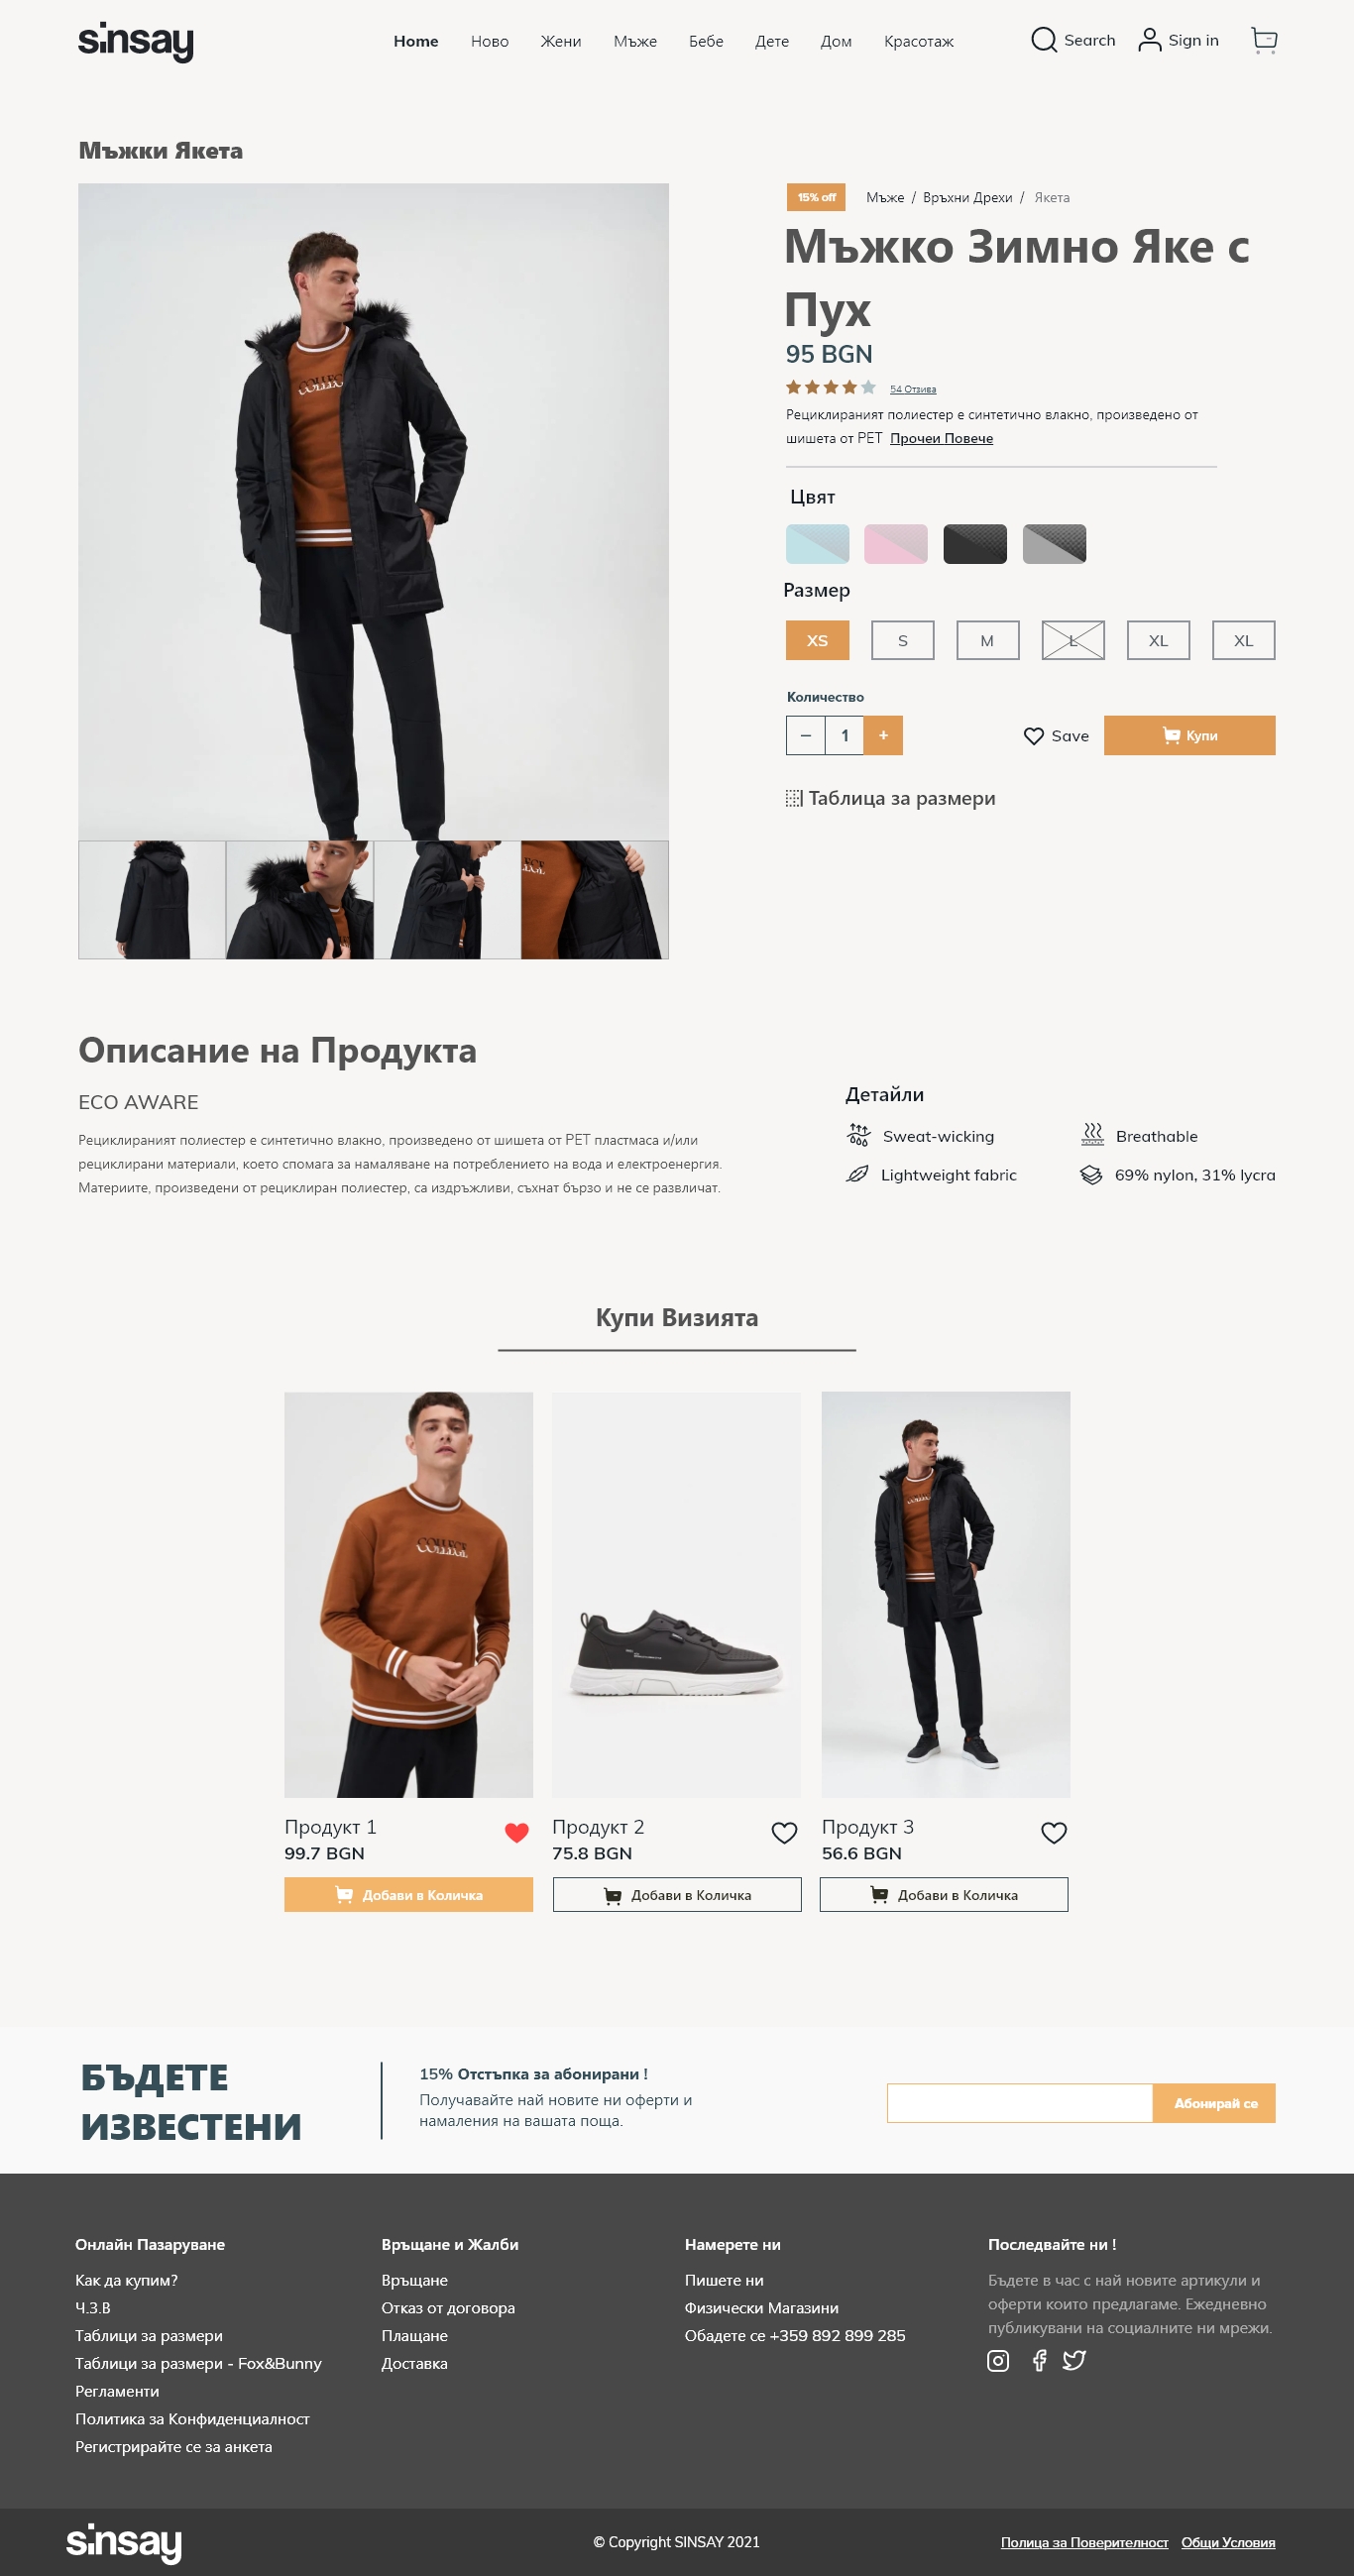 sinsay
Home Ново Жени Мъже Бебе Дете Дом Красотаж
Search Sign in
Мъжки Якета
15% off
Мъже / Връхни Дрехи / Якета
Мъжко Зимно Яке с
Пух
95 BGN
54 Отзива
Рециклираният полиестер е синтетично влакно, произведено от
шишета от PET Прочеи Повече
Цвят
Размер
XS S M L XL XL
Количество
– 1 +
Save
Купи
Таблица за размери
COLLEGE
Описание на Продукта
ECO AWARE
Рециклираният полиестер е синтетично влакно, произведено от шишета от PET пластмаса и/или
рециклирани материали, което спомага за намаляване на потреблението на вода и електроенергия.
Материите, произведени от рециклиран полиестер, са издръжливи, съхнат бързо и не се развличат.
Детайли
Sweat-wicking Breathable
Lightweight fabric 69% nylon, 31% lycra
Купи Визията
COLLEGE
COLLEGE
Продукт 1
99.7 BGN
Добави в Количка
Продукт 2
75.8 BGN
Добави в Количка
Продукт 3
56.6 BGN
Добави в Количка
БЪДЕТЕ
ИЗВЕСТЕНИ
15% Отстъпка за абонирани !
Получавайте най новите ни оферти и
намаления на вашата поща.
Абонирай се
Онлайн Пазаруване
Как да купим?
Ч.З.В
Таблици за размери
Таблици за размери - Fox&Bunny
Регламенти
Политика за Конфиденциалност
Регистрирайте се за анкета
Връщане и Жалби
Връщане
Отказ от договора
Плащане
Доставка
Намерете ни
Пишете ни
Физически Магазини
Обадете се +359 892 899 285
Последвайте ни !
Бъдете в час с най новите артикули и
оферти които предлагаме. Ежедневно
публикувани на социалните ни мрежи.
sinsay
© Copyright SINSAY 2021
Полица за Поверителност Общи Условия